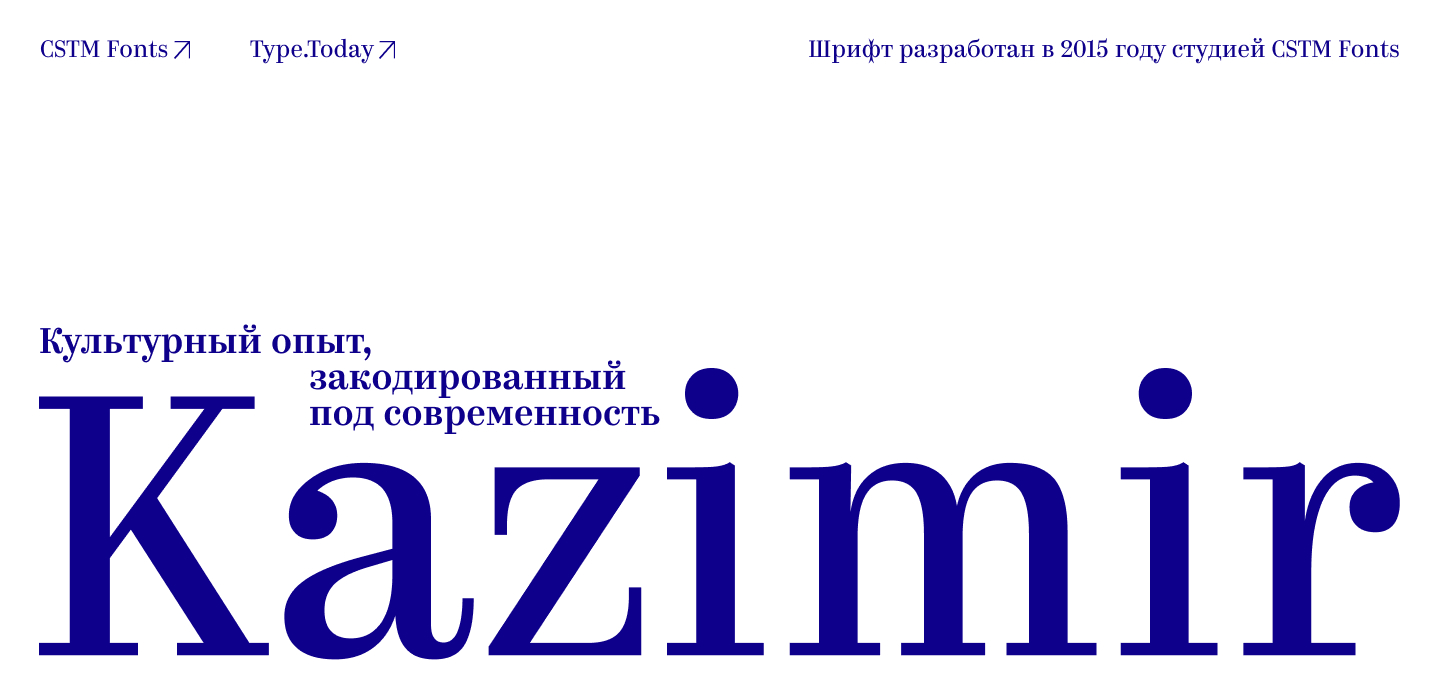 CSTM Fonts
Type.Today
Шрифт разработан в 2015 году студией CSTM Fonts
Культурный опыт,
закодированный
под современность
Kazimir